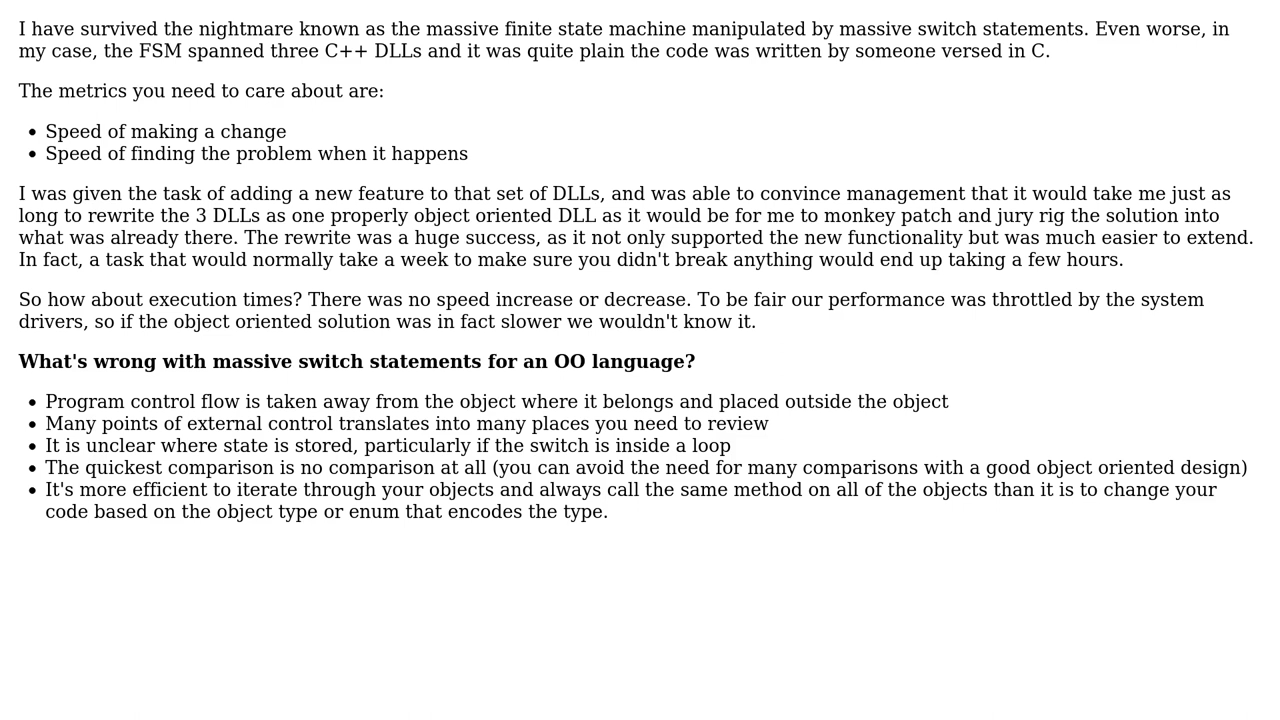 I have survived the nightmare known as the massive finite state machine manipulated by massive switch statements. Even worse, in
my case, the FSM spanned three C++ DLLs and it was quite plain the code was written by someone versed in C.
The metrics you need to care about are:
• Speed of making a change
• Speed of finding the problem when it happens
I was given the task of adding a new feature to that set of DLLs, and was able to convince management that it would take me just as
long to rewrite the 3 DLLs as one properly object oriented DLL as it would be for me to monkey patch and jury rig the solution into
what was already there. The rewrite was a huge success, as it not only supported the new functionality but was much easier to extend.
In fact, a task that would normally take a week to make sure you didn't break anything would end up taking a few hours.
So how about execution times? There was no speed increase or decrease. To be fair our performance was throttled by the system
drivers, so if the object oriented solution was in fact slower we wouldn't know it.
What's wrong with massive switch statements for an OO language?
• Program control flow is taken away from the object where it belongs and placed outside the object
• Many points of external control translates into many places you need to review
• It is unclear where state is stored, particularly if the switch is inside a loop
• The quickest comparison is no comparison at all (you can avoid the need for many comparisons with a good object oriented design)
• It's more efficient to iterate through your objects and always call the same method on all of the objects than it is to change your
code based on the object type or enum that encodes the type.